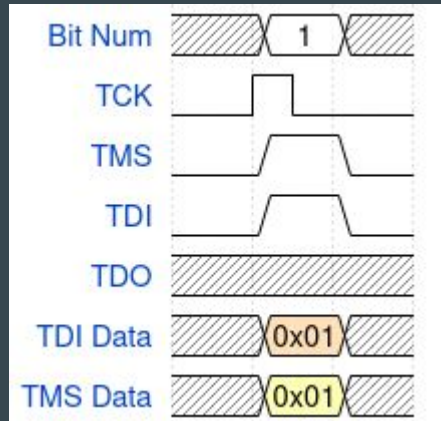 Bit Num 1
TCK
TMS
TDI
TDO
TDI Data 0x01
TMS Data 0x01